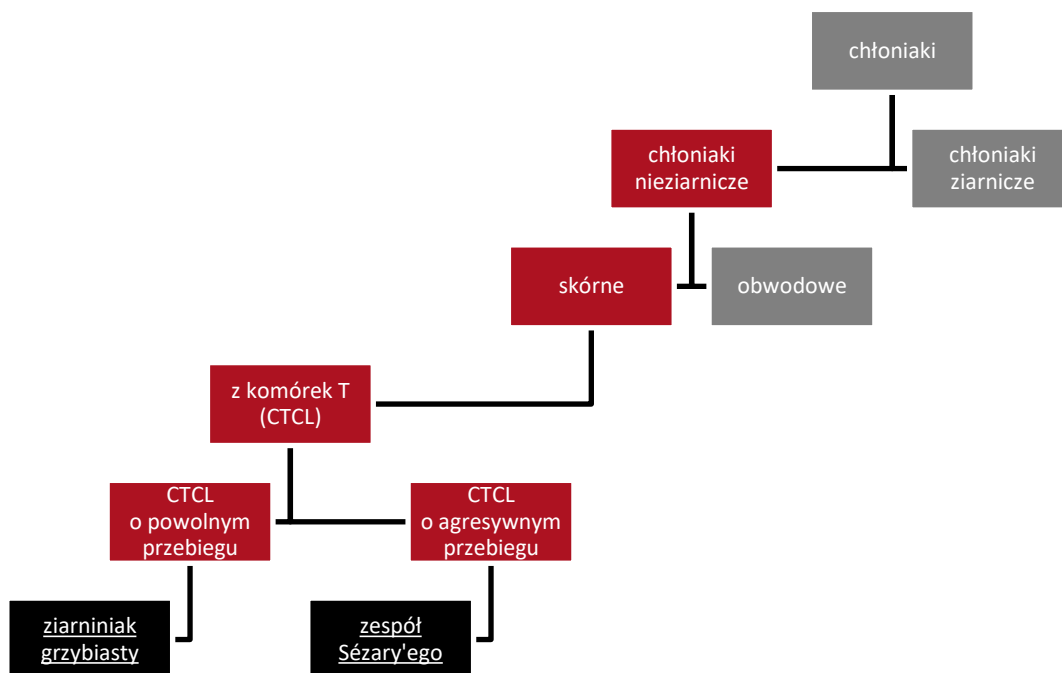 chłoniaki
chłoniaki
nieziarnicze
chłoniaki
ziarnicze
skórne
obwodowe
z komórek T
(CTCL)
CTCL
o powolnym
przebiegu
CTCL
o agresywnym
przebiegu
ziarniniak
grzybiasty
zespół
Sézary'ego